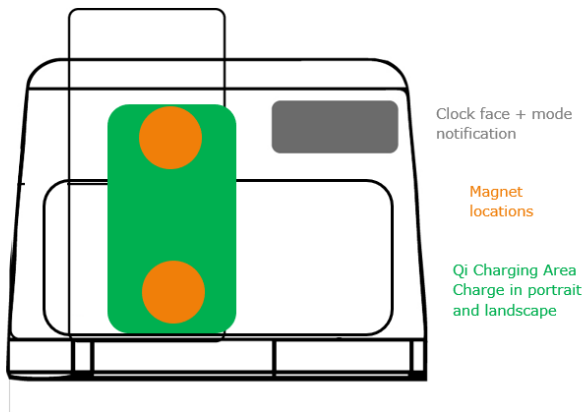 Clock face + mode
notification
Magnet
locations
Qi Charging Area
Charge in portrait
and landscape